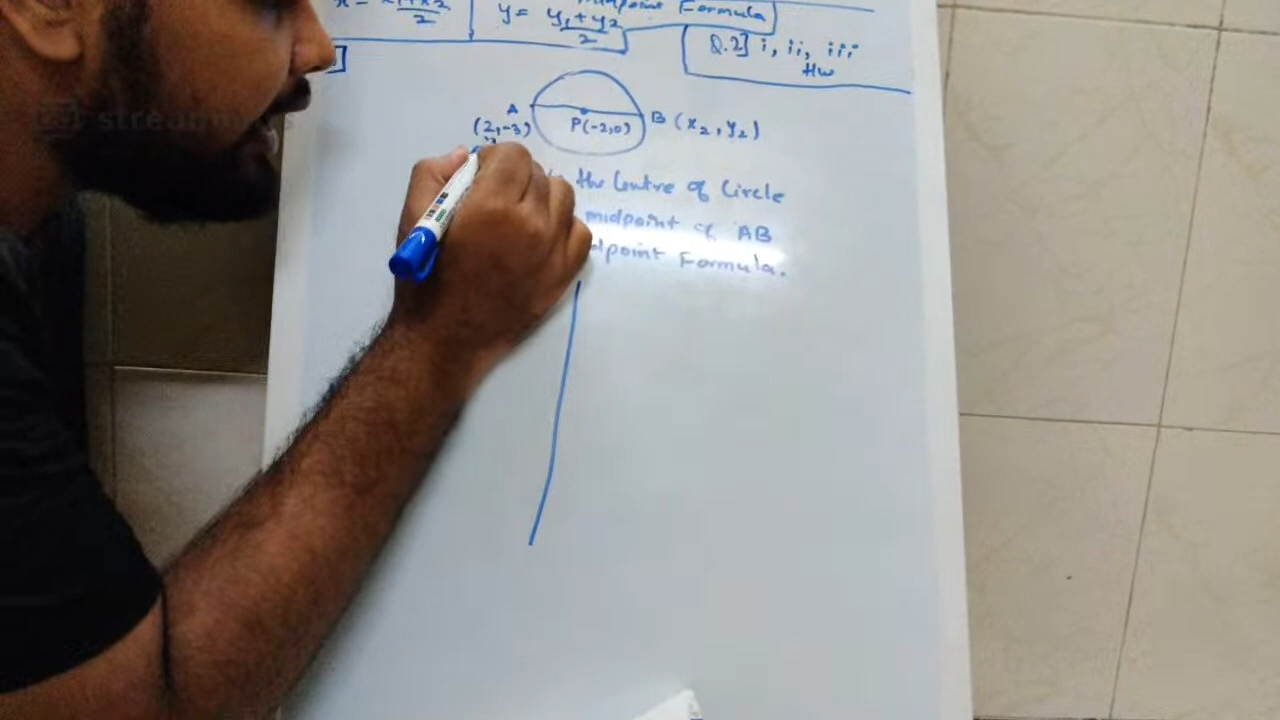 x = x₁+x₂/2
y = y₁+y₂/2
Midpoint Formula
Q.2] i, ii, iii
HW
A
(2,-3)
P(-2,0)
B (x₂, y₂)
the Centre of Circle
midpoint of AB
dpoint Formula.